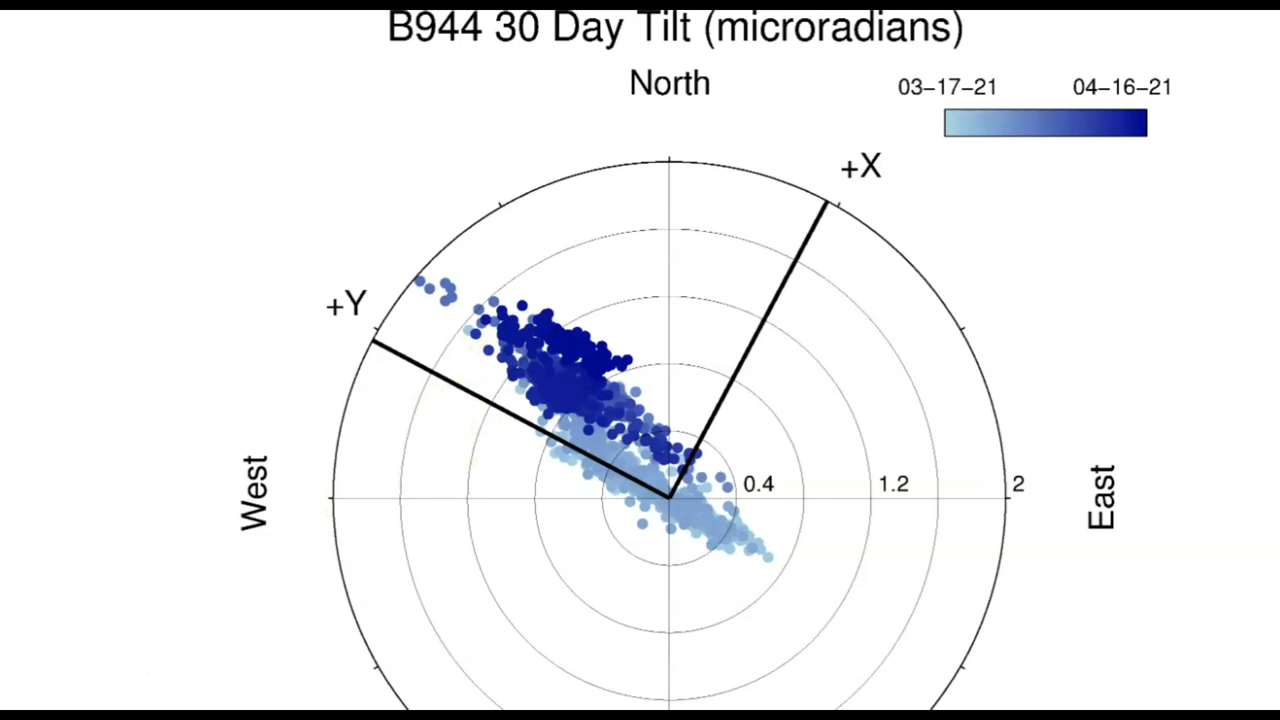 B944 30 Day Tilt (microradians)
North
03-17-21
04-16-21
+X
+Y
West
0.4
1.2
2
East